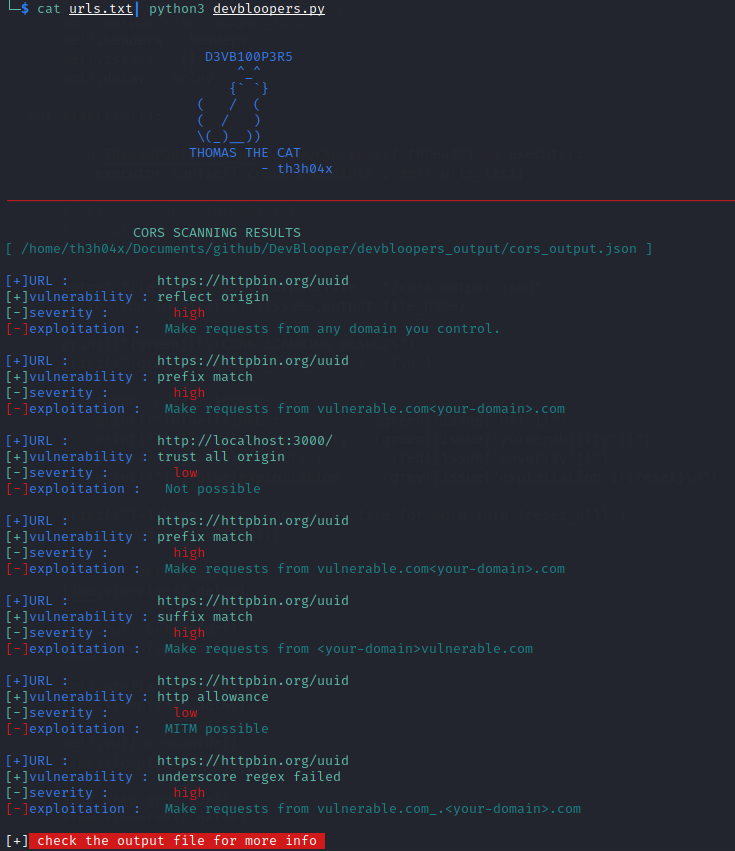 └─$ cat urls.txt| python3 devbloopers.py
D3VB100P3R5
^_^
{` `}
(   /  (
(  /   )
\(_)__))
THOMAS THE CAT
- th3h04x
CORS SCANNING RESULTS
[ /home/th3h04x/Documents/github/DevBlooper/devbloopers_output/cors_output.json ]
[+]URL : https://httpbin.org/uuid
[+]vulnerability : reflect origin
[-]severity : high
[-]exploitation : Make requests from any domain you control.
[+]URL : https://httpbin.org/uuid
[+]vulnerability : prefix match
[-]severity : high
[-]exploitation : Make requests from vulnerable.com<your-domain>.com
[+]URL : http://localhost:3000/
[+]vulnerability : trust all origin
[-]severity : low
[-]exploitation : Not possible
[+]URL : https://httpbin.org/uuid
[+]vulnerability : prefix match
[-]severity : high
[-]exploitation : Make requests from vulnerable.com<your-domain>.com
[+]URL : https://httpbin.org/uuid
[+]vulnerability : suffix match
[-]severity : high
[-]exploitation : Make requests from <your-domain>vulnerable.com
[+]URL : https://httpbin.org/uuid
[+]vulnerability : http allowance
[-]severity : low
[-]exploitation : MITM possible
[+]URL : https://httpbin.org/uuid
[+]vulnerability : underscore regex failed
[-]severity : high
[-]exploitation : Make requests from vulnerable.com_.<your-domain>.com
[+] check the output file for more info